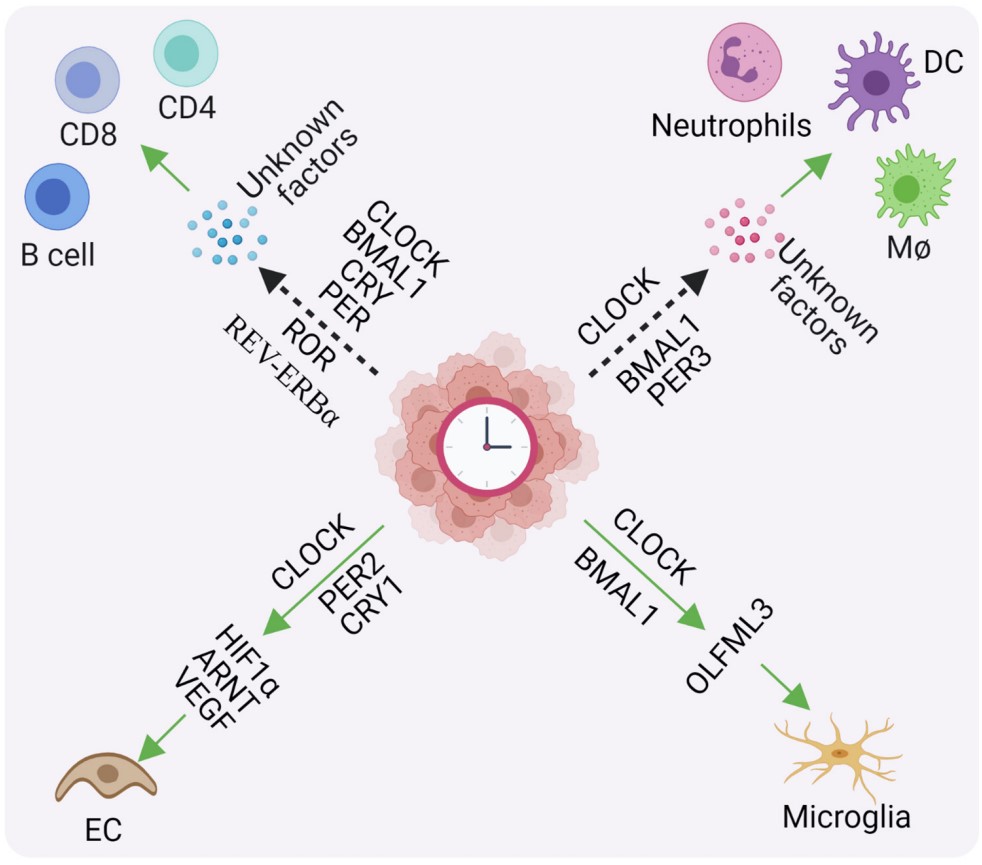 CD8
CD4
B cell
Unknown
factors
CLOCK
BMAL1
CRY
PER
ROR
REV-ERBα
Neutrophils
DC
Mø
Unknown
factors
CLOCK
BMAL1
PER3
CLOCK
PER2
CRY1
HIF1α
ARNT
VEGF
EC
CLOCK
BMAL1
OLFML3
Microglia